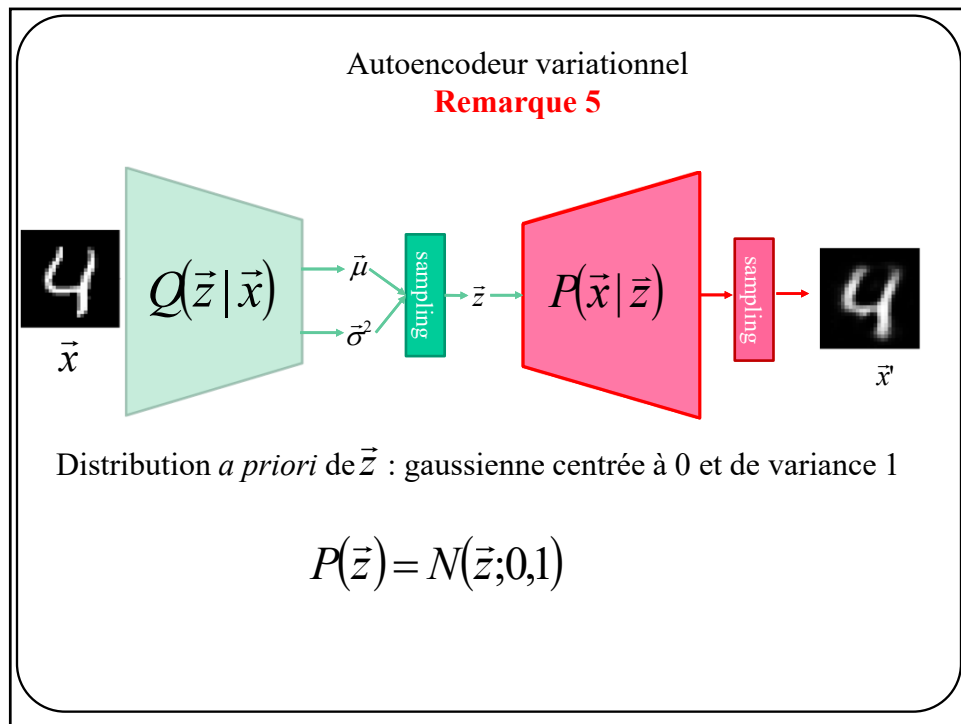 Autoencodeur variationnel
Remarque 5
Q(z⃗ | x⃗)
μ⃗
σ⃗²
sampling
z⃗
P(x⃗ | z⃗)
sampling
x⃗
x⃗'
Distribution a priori de z⃗ : gaussienne centrée à 0 et de variance 1
P(z⃗) = N(z⃗;0,1)